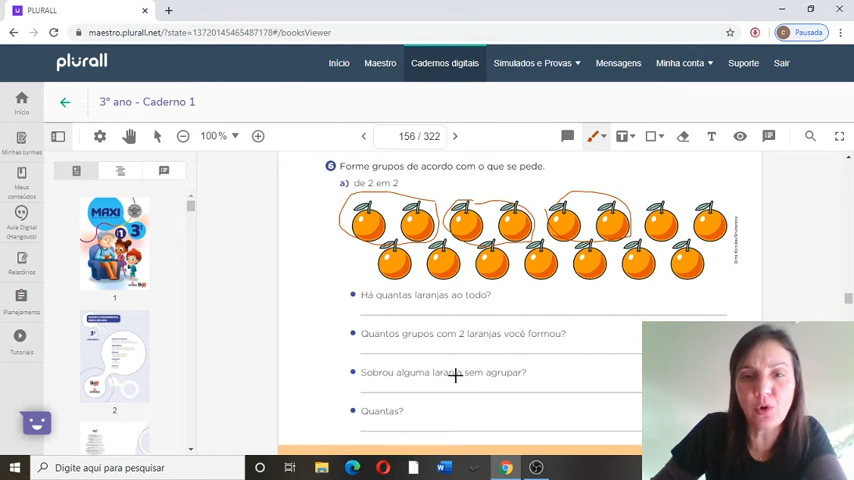 PLURALL
maestro.plurall.net/?state=13720145465487178#/booksViewer
Pausada
plurall
Início
Maestro
Cadernos digitais
Simulados e Provas
Mensagens
Minha conta
Suporte
Sair
3º ano - Caderno 1
100%
156 / 322
Início
Minhas turmas
Meus
conteúdos
Aula Digital
(Hangouts)
Relatórios
Planejamento
Tutoriais
MAXI
1
3º
1
2
6 Forme grupos de acordo com o que se pede.
a) de 2 em 2
• Há quantas laranjas ao todo?
• Quantos grupos com 2 laranjas você formou?
• Sobrou alguma laranja sem agrupar?
• Quantas?
Digite aqui para pesquisar